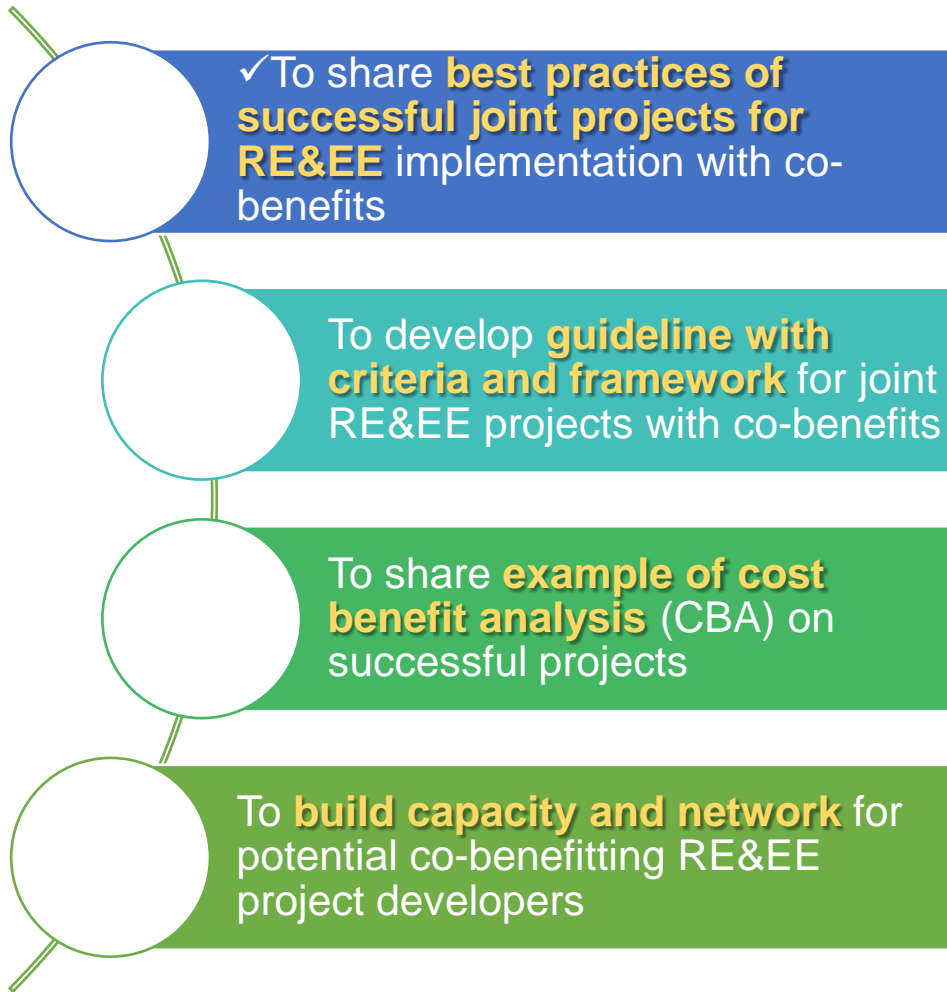 ✓To share best practices of
successful joint projects for
RE&EE implementation with co-
benefits
To develop guideline with
criteria and framework for joint
RE&EE projects with co-benefits
To share example of cost
benefit analysis (CBA) on
successful projects
To build capacity and network for
potential co-benefitting RE&EE
project developers